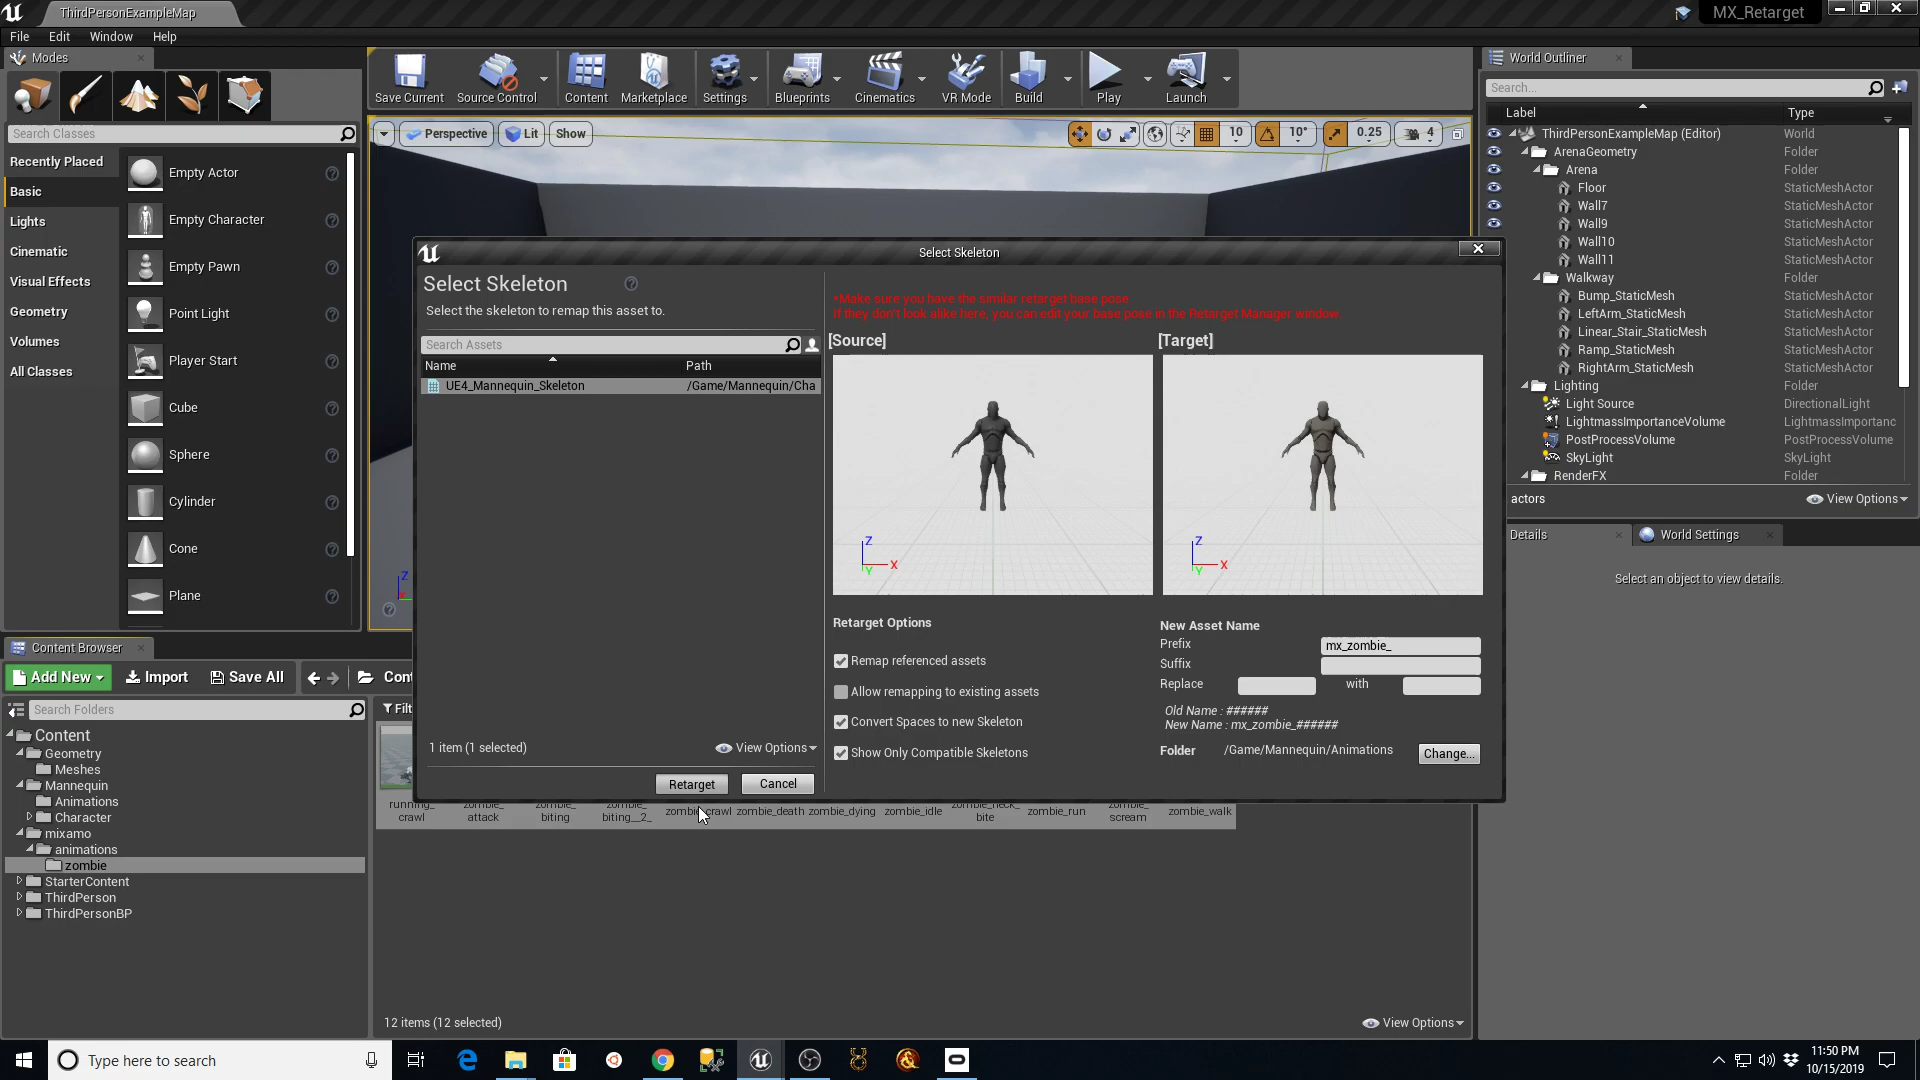 ThirdPersonExampleMap
MX_Retarget
File Edit Window Help
Modes
Save Current
Source Control
Content
Marketplace
Settings
Blueprints
Cinematics
VR Mode
Build
Play
Launch
World Outliner
Search...
Search Classes
Recently Placed
Basic
Lights
Cinematic
Visual Effects
Geometry
Volumes
All Classes
Empty Actor
Empty Character
Empty Pawn
Point Light
Player Start
Cube
Sphere
Cylinder
Cone
Plane
Perspective
Lit
Show
10
10°
0.25
4
Label Type
ThirdPersonExampleMap (Editor) World
ArenaGeometry Folder
Arena Folder
Floor StaticMeshActor
Wall7 StaticMeshActor
Wall9 StaticMeshActor
Wall10 StaticMeshActor
Wall11 StaticMeshActor
Walkway Folder
Bump_StaticMesh StaticMeshActor
LeftArm_StaticMesh StaticMeshActor
Linear_Stair_StaticMesh StaticMeshActor
Ramp_StaticMesh StaticMeshActor
RightArm_StaticMesh StaticMeshActor
Lighting Folder
Light Source DirectionalLight
LightmassImportanceVolume LightmassImportanc
PostProcessVolume PostProcessVolume
SkyLight SkyLight
RenderFX Folder
actors
View Options
Details
World Settings
Select an object to view details.
Select Skeleton
Select Skeleton
Select the skeleton to remap this asset to.
Search Assets
Name Path
UE4_Mannequin_Skeleton /Game/Mannequin/Cha
1 item (1 selected)
View Options
Retarget
Cancel
*Make sure you have the similar retarget base pose.
If they don't look alike here, you can edit your base pose in the Retarget Manager window.
[Source]
[Target]
Z
X
Y
Z
X
Y
Retarget Options
Remap referenced assets
Allow remapping to existing assets
Convert Spaces to new Skeleton
Show Only Compatible Skeletons
New Asset Name
Prefix mx_zombie_
Suffix
Replace with
Old Name : ######
New Name : mx_zombie_######
Folder /Game/Mannequin/Animations
Change...
Z
Content Browser
Add New
Import
Save All
Cont
Search Folders
Filt
Content
Geometry
Meshes
Mannequin
Animations
Character
mixamo
animations
zombie
StarterContent
ThirdPerson
ThirdPersonBP
running_
crawl
zombie_
attack
zombie_
biting
zombie_
biting__2_
zombie_crawl
zombie_death
zombie_dying
zombie_idle
zombie_neck_
bite
zombie_run
zombie_
scream
zombie_walk
12 items (12 selected)
View Options
Type here to search
11:50 PM
10/15/2019